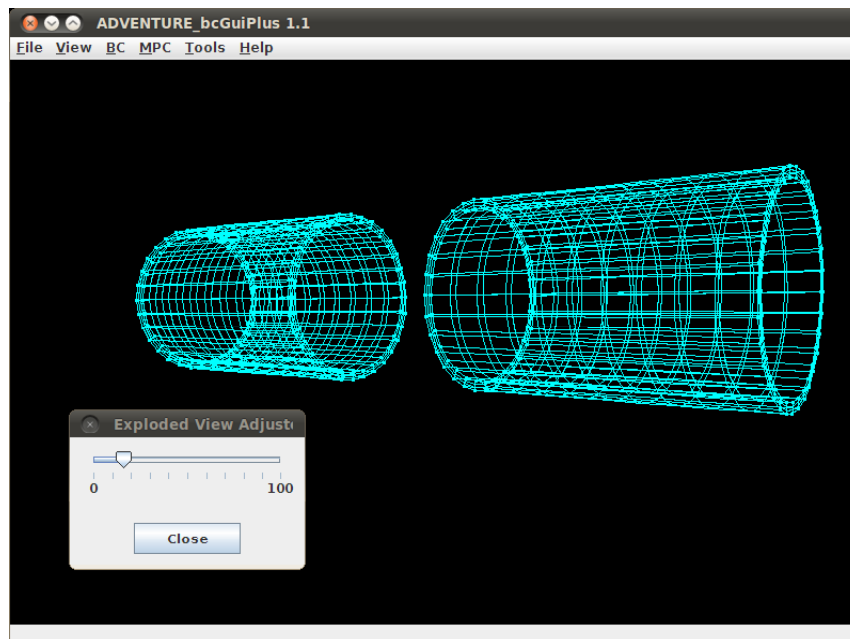 ADVENTURE_bcGuiPlus 1.1
File View BC MPC Tools Help
Exploded View Adjust
0 100
Close